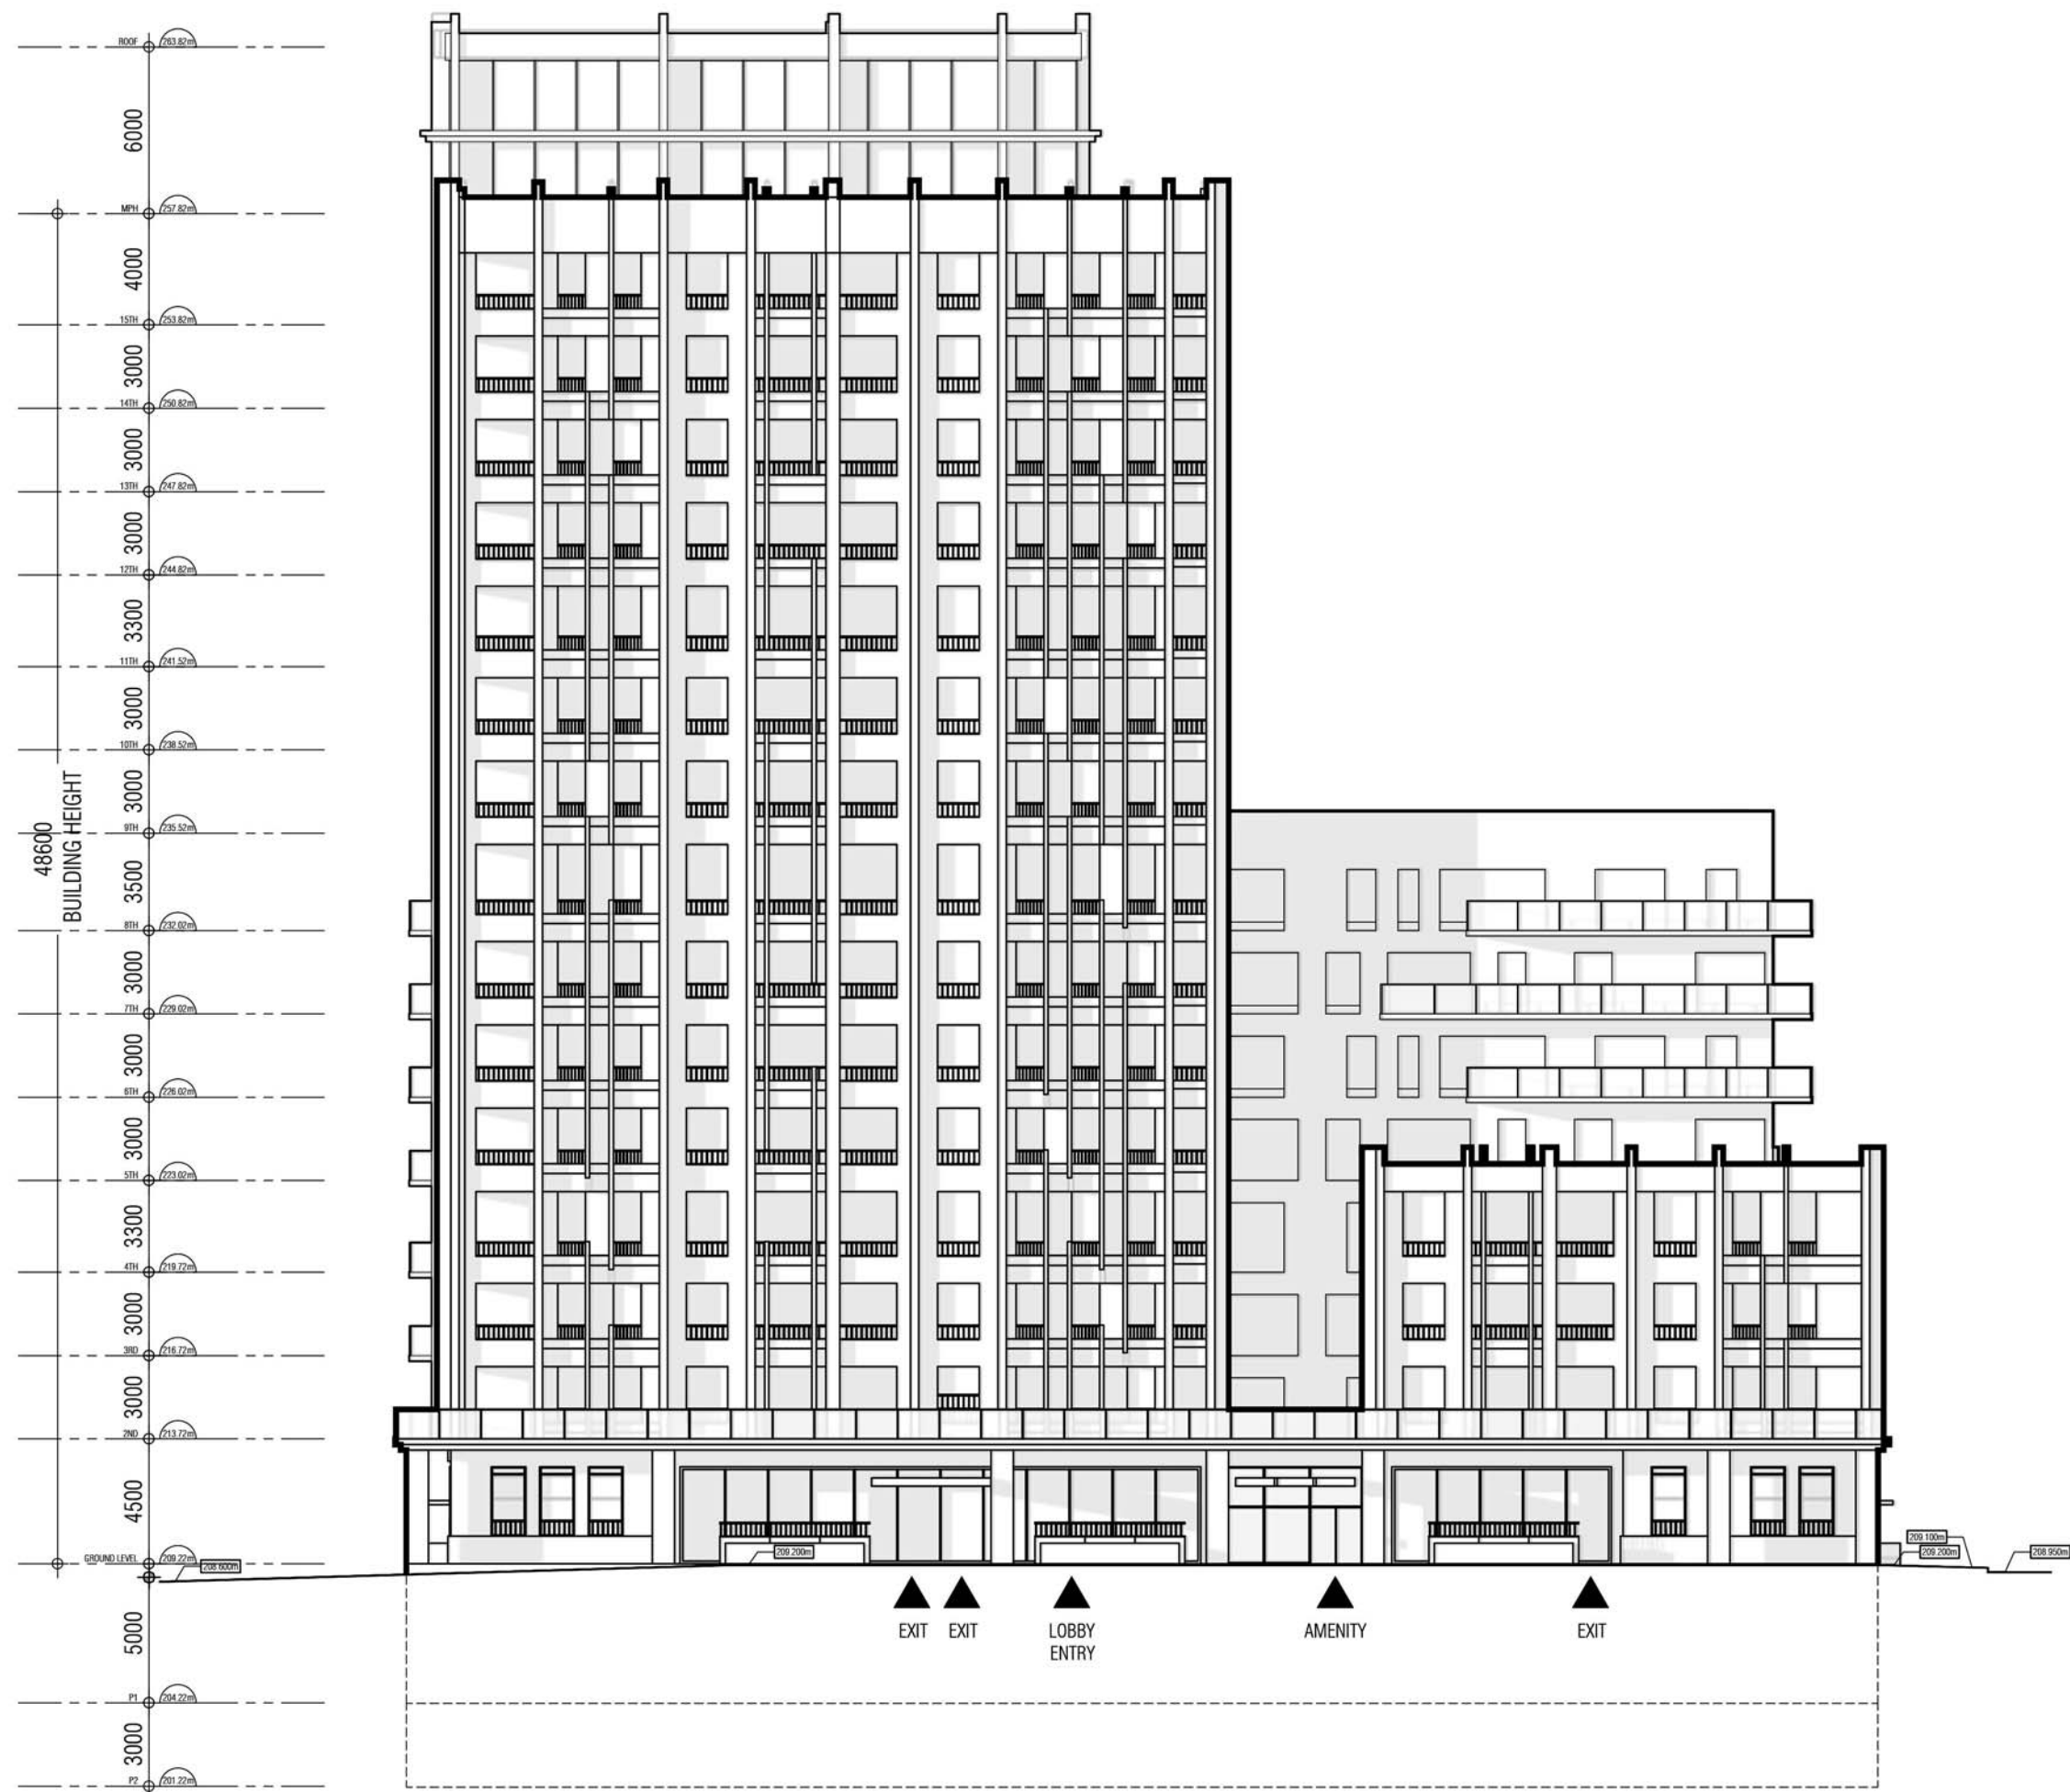 ROOF 263.82m
6000
MPH 257.82m
4000
15TH 253.82m
3000
14TH 250.82m
3000
13TH 247.82m
3000
12TH 244.82m
3300
11TH 241.52m
3000
10TH 238.52m
3000
9TH 235.52m
48600
BUILDING HEIGHT
3500
8TH 232.02m
3000
7TH 229.02m
3000
6TH 226.02m
3000
5TH 223.02m
3300
4TH 219.72m
3000
3RD 216.72m
3000
2ND 213.72m
4500
GROUND LEVEL 209.22m
208.600m
209.200m
209.100m
209.200m
208.950m
EXIT
EXIT
LOBBY
ENTRY
AMENITY
EXIT
5000
P1 204.22m
3000
P2 201.22m